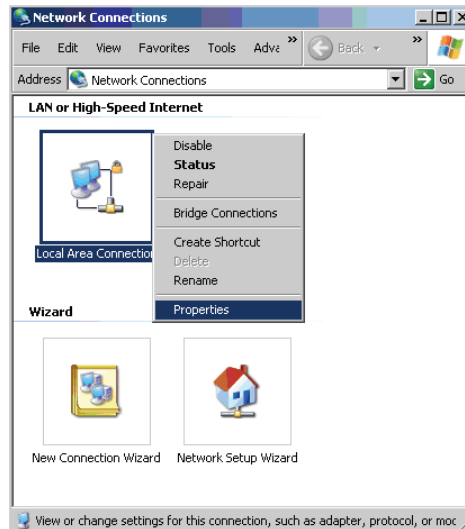 Network Connections
File Edit View Favorites Tools Adva » Back »
Address Network Connections Go
LAN or High-Speed Internet
Local Area Connection
Disable
Status
Repair
Bridge Connections
Create Shortcut
Delete
Rename
Properties
Wizard
New Connection Wizard Network Setup Wizard
View or change settings for this connection, such as adapter, protocol, or moc